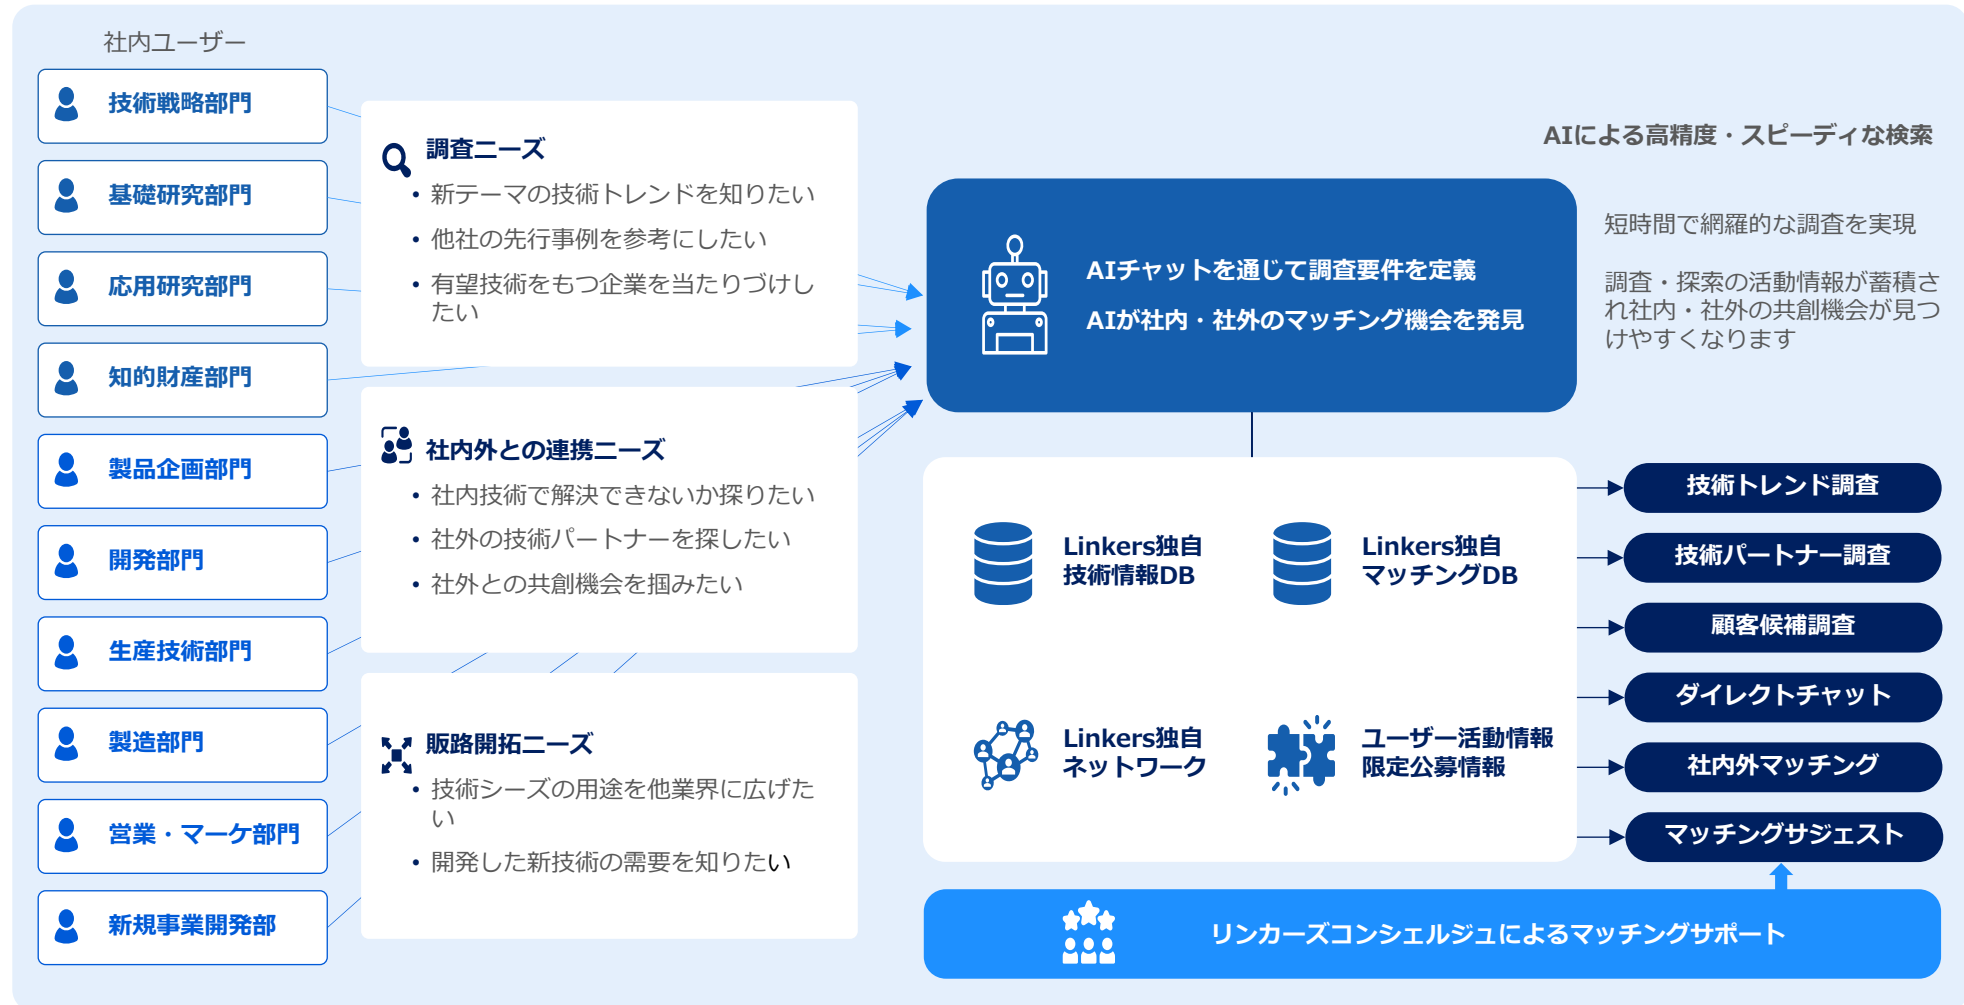 社内ユーザー
技術戦略部門
基礎研究部門
応用研究部門
知的財産部門
製品企画部門
開発部門
生産技術部門
製造部門
営業・マーケ部門
新規事業開発部
調査ニーズ
• 新テーマの技術トレンドを知りたい
• 他社の先行事例を参考にしたい
• 有望技術をもつ企業を当たりづけし
たい
社内外との連携ニーズ
• 社内技術で解決できないか探りたい
• 社外の技術パートナーを探したい
• 社外との共創機会を掴みたい
販路開拓ニーズ
• 技術シーズの用途を他業界に広げた
い
• 開発した新技術の需要を知りたい
AIによる高精度・スピーディな検索
AIチャットを通じて調査要件を定義
AIが社内・社外のマッチング機会を発見
短時間で網羅的な調査を実現
調査・探索の活動情報が蓄積さ
れ社内・社外の共創機会が見つ
けやすくなります
Linkers独自
技術情報DB
Linkers独自
マッチングDB
Linkers独自
ネットワーク
ユーザー活動情報
限定公募情報
技術トレンド調査
技術パートナー調査
顧客候補調査
ダイレクトチャット
社内外マッチング
マッチングサジェスト
リンカーズコンシェルジュによるマッチングサポート